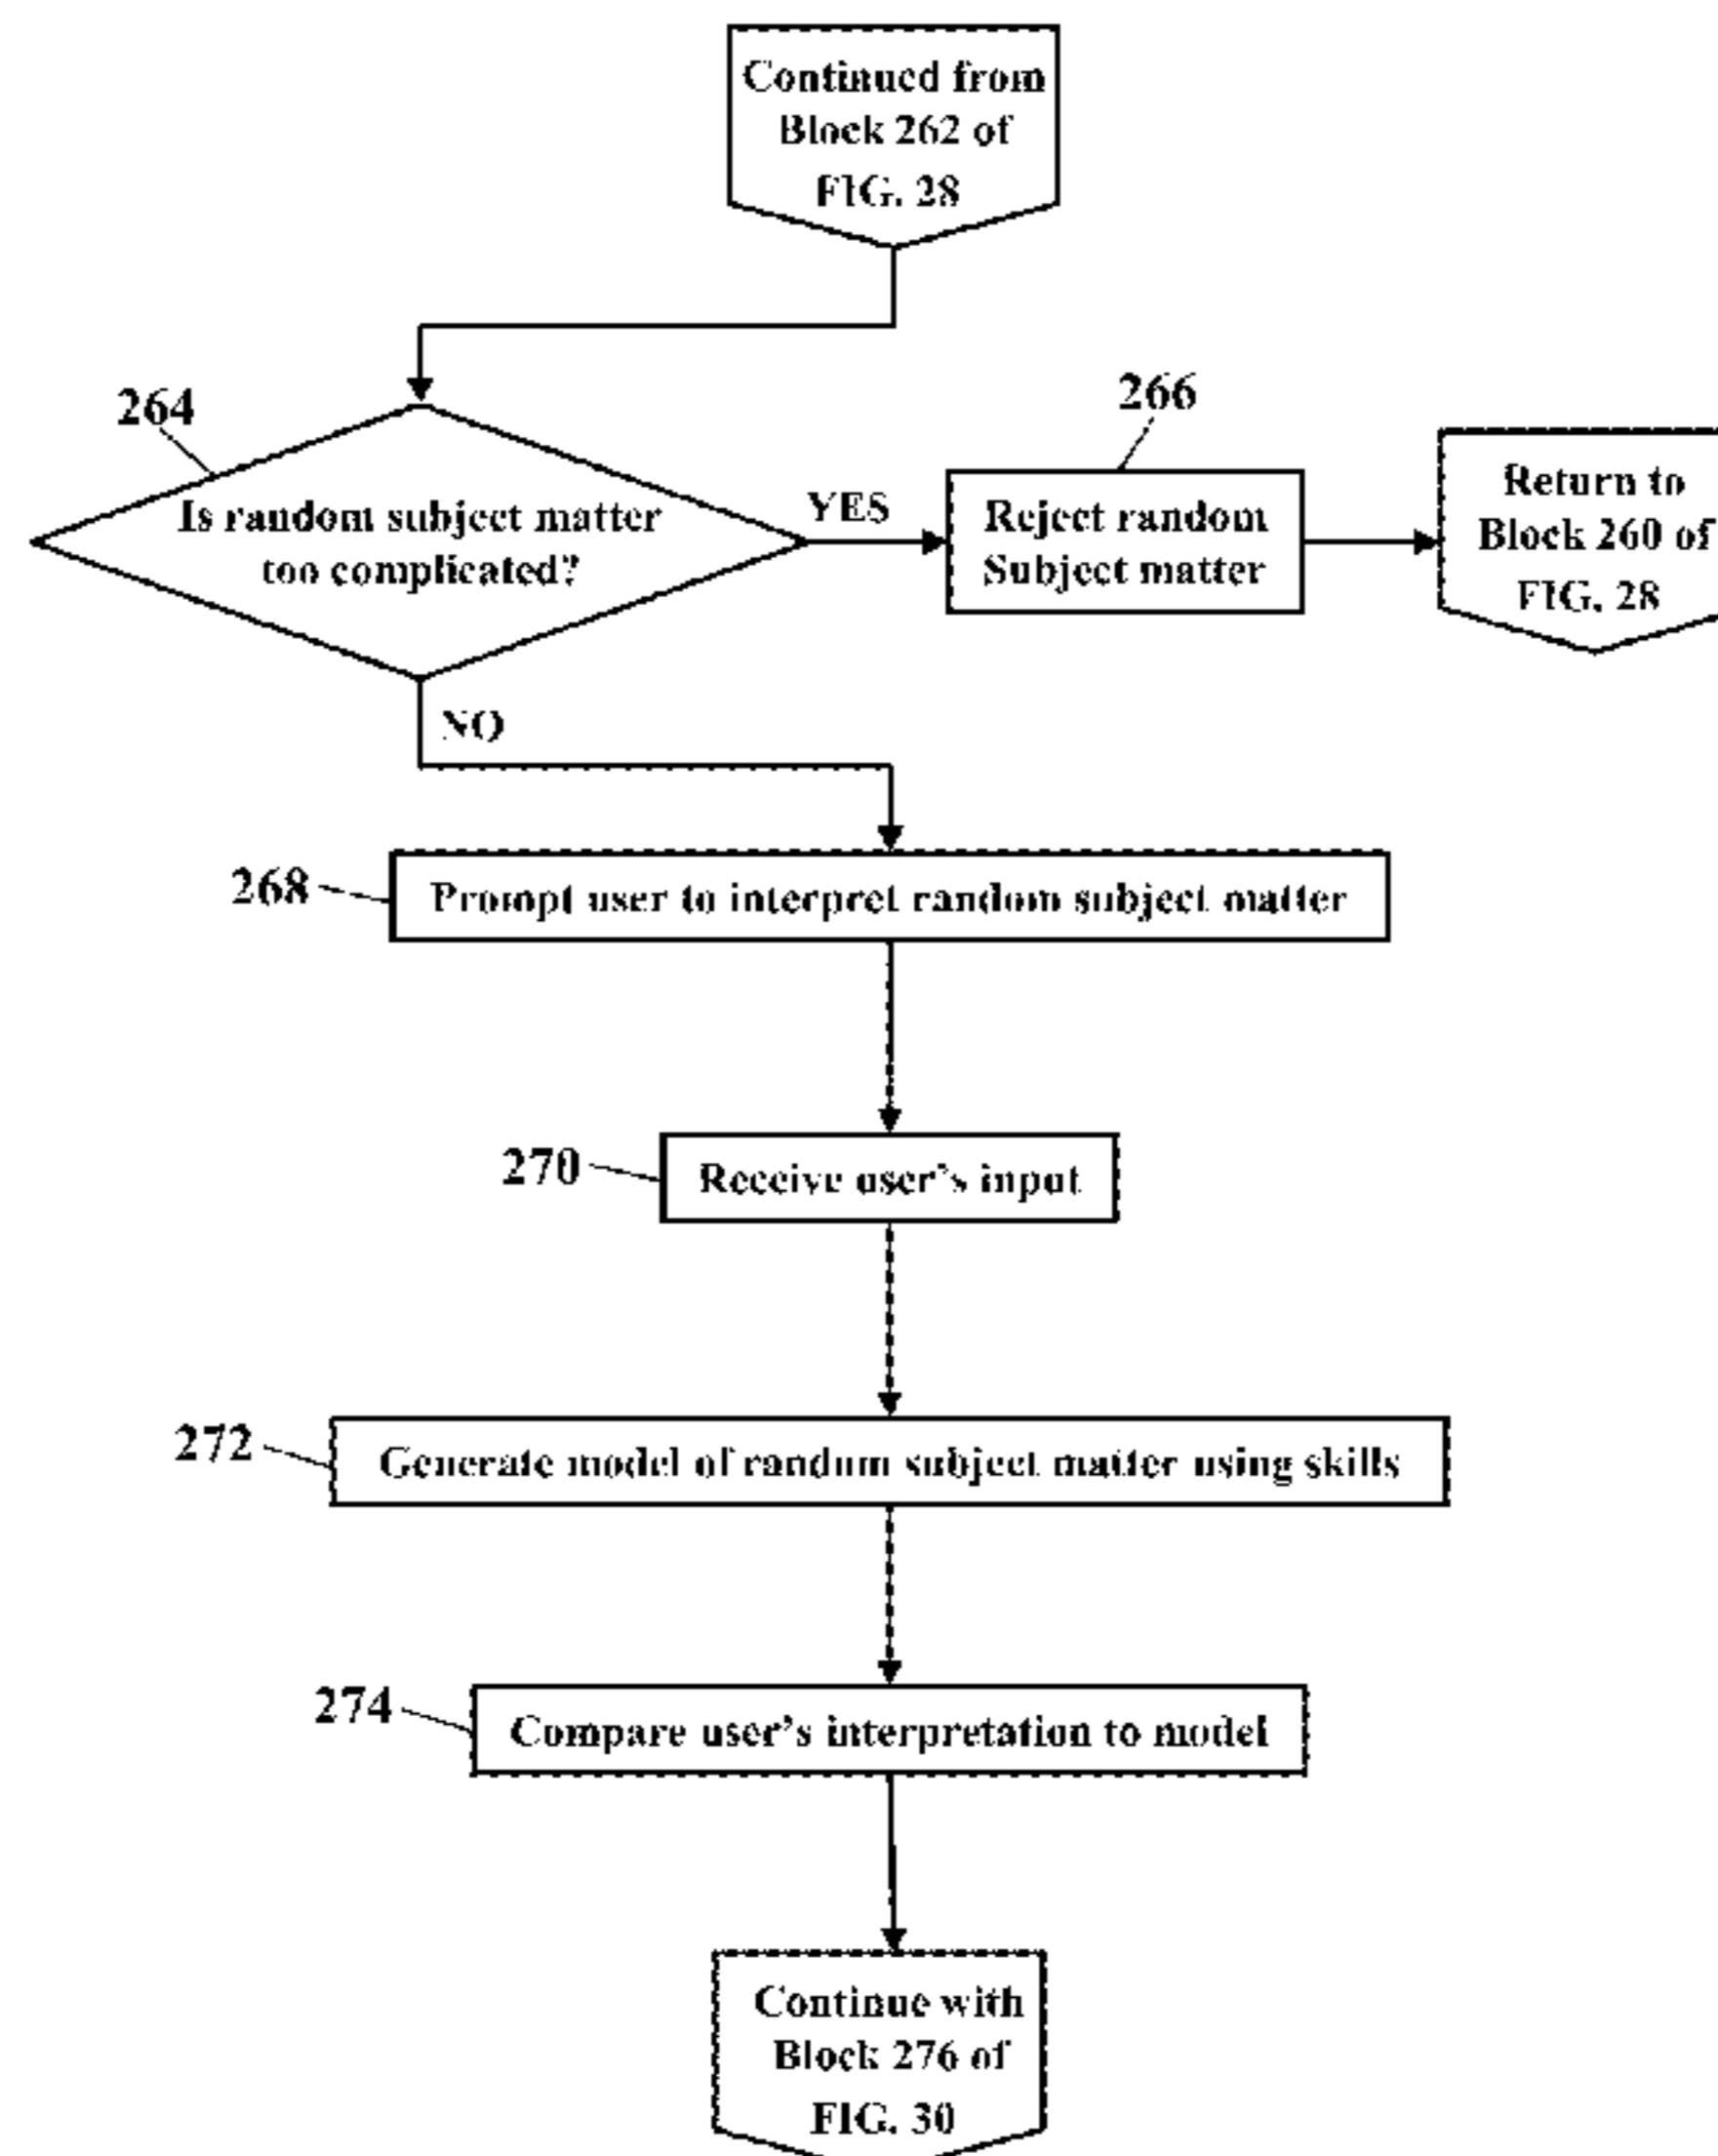 Continued from
Block 262 of
FIG. 28
264
Is random subject matter
too complicated?
YES
266
Reject random
Subject matter
Return to
Block 260 of
FIG. 28
NO
268
Prompt user to interpret random subject matter
270
Receive user's input
272
Generate model of random subject matter using skills
274
Compare user's interpretation to model
Continue with
Block 276 of
FIG. 30